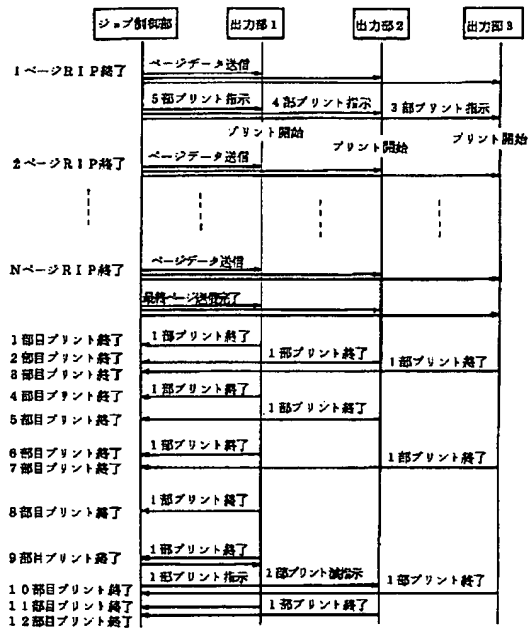 ジョブ制御部 出力部1 出力部2 出力部3
1ページRIP終了
ページデータ送信
5部プリント指示 4部プリント指示 3部プリント指示
プリント開始 プリント開始 プリント開始
2ページRIP終了
ページデータ送信
NページRIP終了
ページデータ送信
最終ページ送信完了
1部目プリント終了 1部プリント終了
2部目プリント終了 1部プリント終了
3部目プリント終了 1部プリント終了
4部目プリント終了 1部プリント終了
5部目プリント終了 1部プリント終了
6部目プリント終了 1部プリント終了
7部目プリント終了 1部プリント終了
8部目プリント終了 1部プリント終了
9部目プリント終了 1部プリント終了
1部プリント指示 1部プリント減指示
10部目プリント終了 1部プリント終了
11部目プリント終了 1部プリント終了
12部目プリント終了